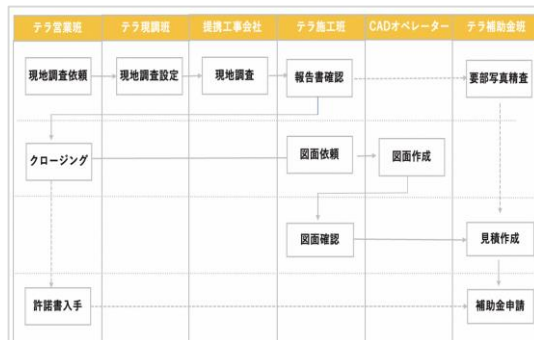 テラ営業班
テラ現調班
提携工事会社
テラ施工班
CADオペレーター
テラ補助金班
現地調査依頼
現地調査設定
現地調査
報告書確認
要部写真精査
クロージング
図面依頼
図面作成
図面確認
見積作成
許諾書入手
補助金申請